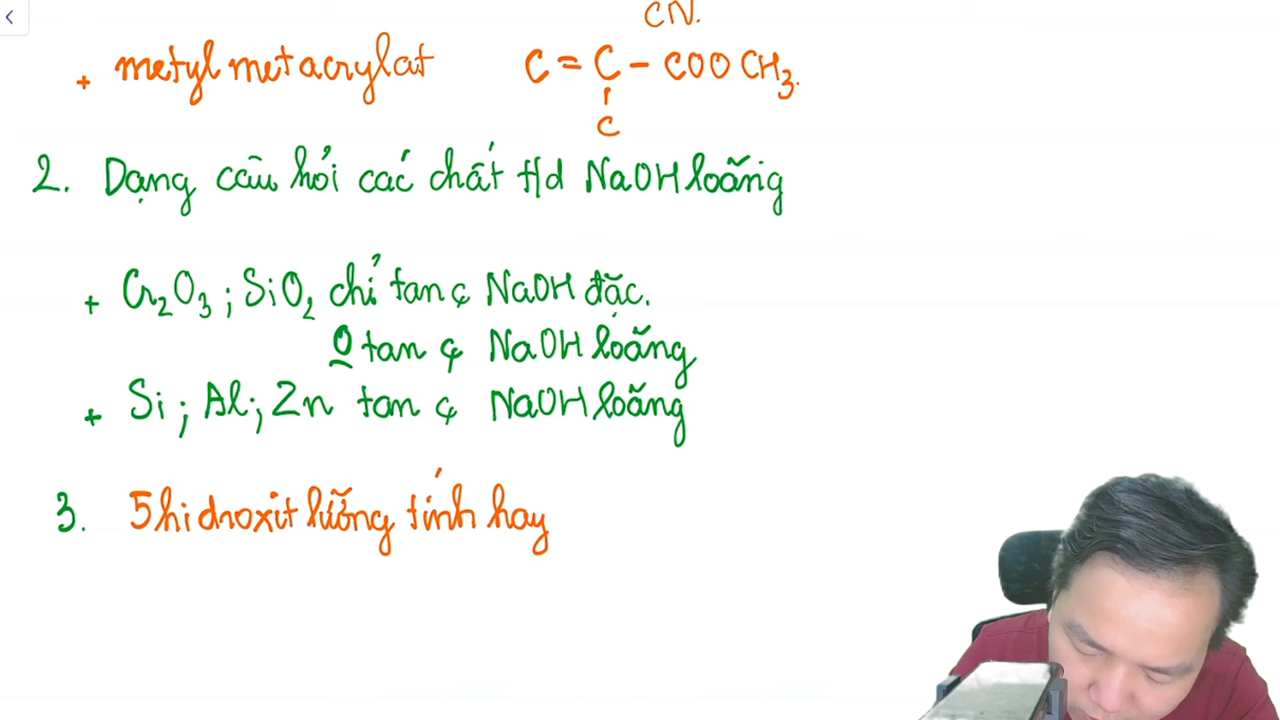 CN.
+ metyl metacrylat C = C - COO CH3.
C
2. Dạng câu hỏi các chất t/d NaOH loãng
+ Cr2O3 ; SiO2 chỉ tan ç NaOH đặc.
0 tan ç NaOH loãng
+ Si ; Al ; Zn tan ç NaOH loãng
3. 5 hidroxit lưỡng tính hay